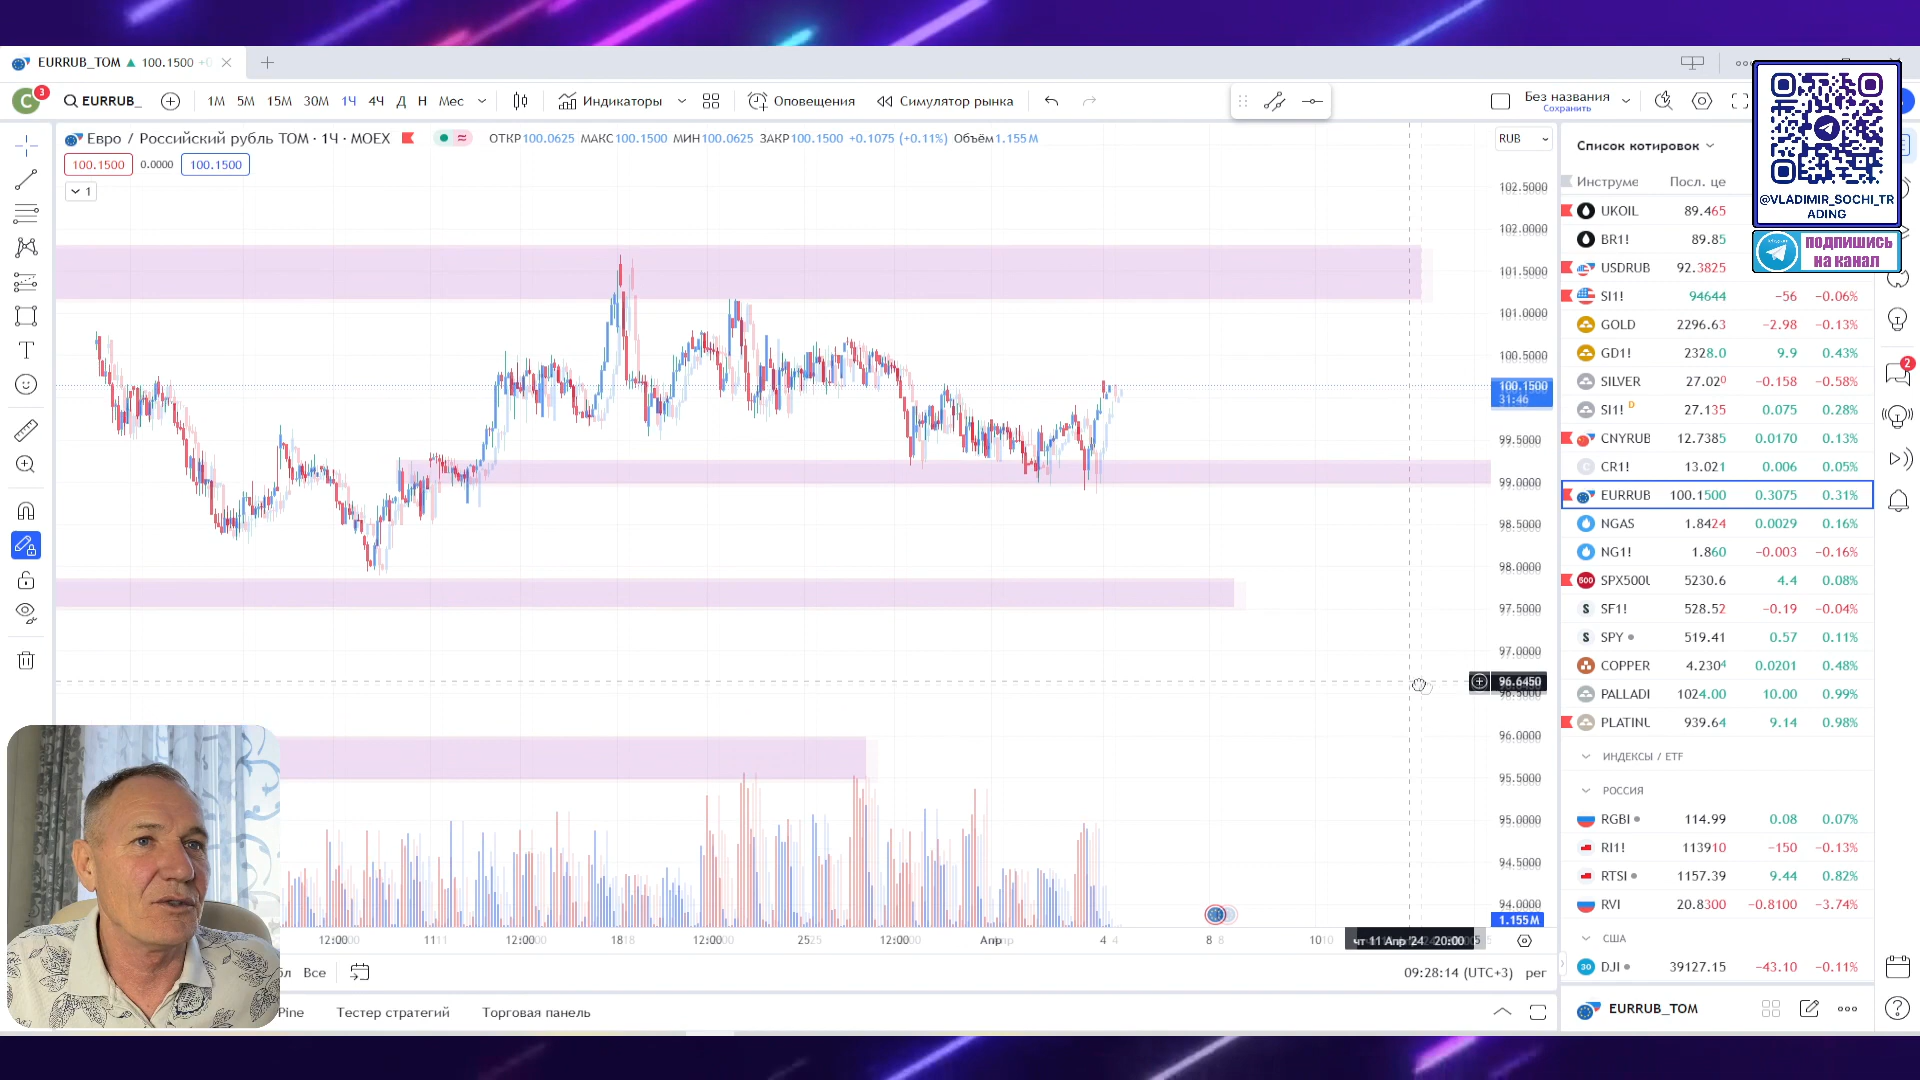 EURRUB_TOM ▲ 100.1500
3
EURRUB_
1М 5М 15М 30М 1Ч 4Ч Д Н Мес
Индикаторы
Оповещения
Симулятор рынка
Без названия
Сохранить
Евро / Российский рубль ТОМ · 1Ч · MOEX
ОТКР100.0625 МАКС100.1500 МИН100.0625 ЗАКР100.1500 +0.1075 (+0.11%) Объём1.155 M
100.1500 0.0000 100.1500
1
RUB
102.5000
102.0000
101.5000
101.0000
100.5000
100.1500
31:46
99.5000
99.0000
98.5000
98.0000
97.5000
97.0000
96.6450
96.0000
95.5000
95.0000
94.5000
94.0000
1.155 M
12:00 11 12:00 18 12:00 25 12:00 Апр 4 8 10
чт 11 Апр '24 20:00
Все
09:28:14 (UTC+3) рег
Pine Тестер стратегий Торговая панель
Список котировок
Инструме Посл. це
UKOIL 89.465
BR1! 89.85
USDRUB 92.3825
SI1! 94644 −56 −0.06%
GOLD 2296.63 −2.98 −0.13%
GD1! 2328.0 9.9 0.43%
SILVER 27.020 −0.158 −0.58%
SI1! D 27.135 0.075 0.28%
CNYRUB 12.7385 0.0170 0.13%
CR1! 13.021 0.006 0.05%
EURRUB 100.1500 0.3075 0.31%
NGAS 1.8424 0.0029 0.16%
NG1! 1.860 −0.003 −0.16%
500 SPX500U 5230.6 4.4 0.08%
SF1! 528.52 −0.19 −0.04%
SPY 519.41 0.57 0.11%
COPPER 4.2304 0.0201 0.48%
PALLADI 1024.00 10.00 0.99%
PLATINU 939.64 9.14 0.98%
ИНДЕКСЫ / ETF
РОССИЯ
RGBI 114.99 0.08 0.07%
RI1! 113910 −150 −0.13%
RTSI 1157.39 9.44 0.82%
RVI 20.8300 −0.8100 −3.74%
США
30 DJI 39127.15 −43.10 −0.11%
EURRUB_TOM
@VLADIMIR_SOCHI_TR
ADING
подпишись
на канал
2